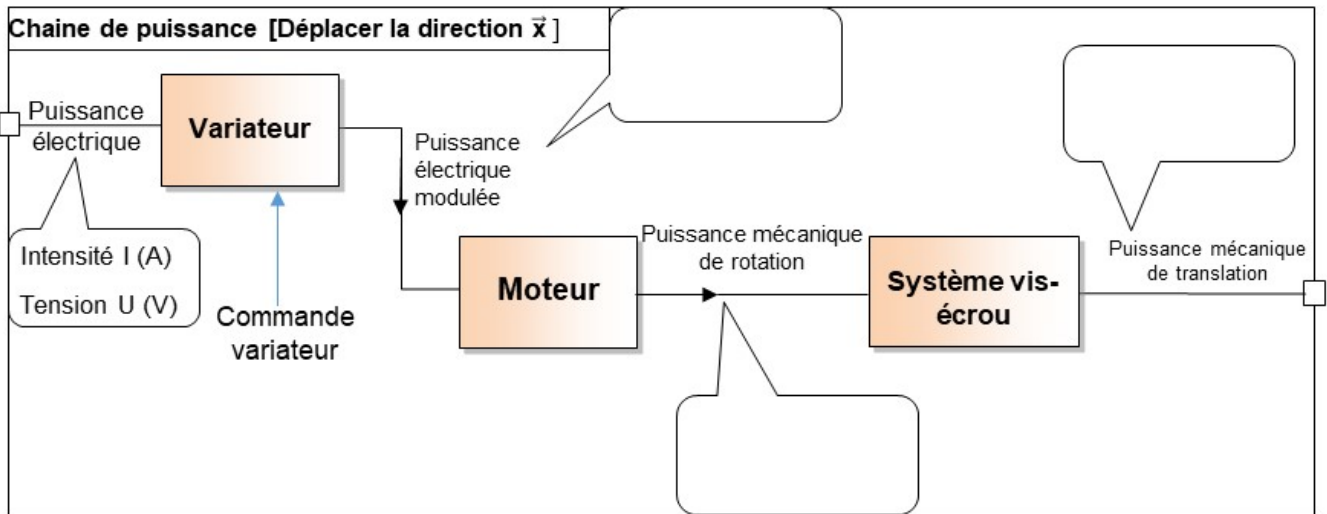 Chaine de puissance [Déplacer la direction x⃗ ]
Puissance
électrique
Variateur
Puissance
électrique
modulée
Intensité I (A)
Tension U (V)
Commande
variateur
Moteur
Puissance mécanique
de rotation
Système vis-
écrou
Puissance mécanique
de translation